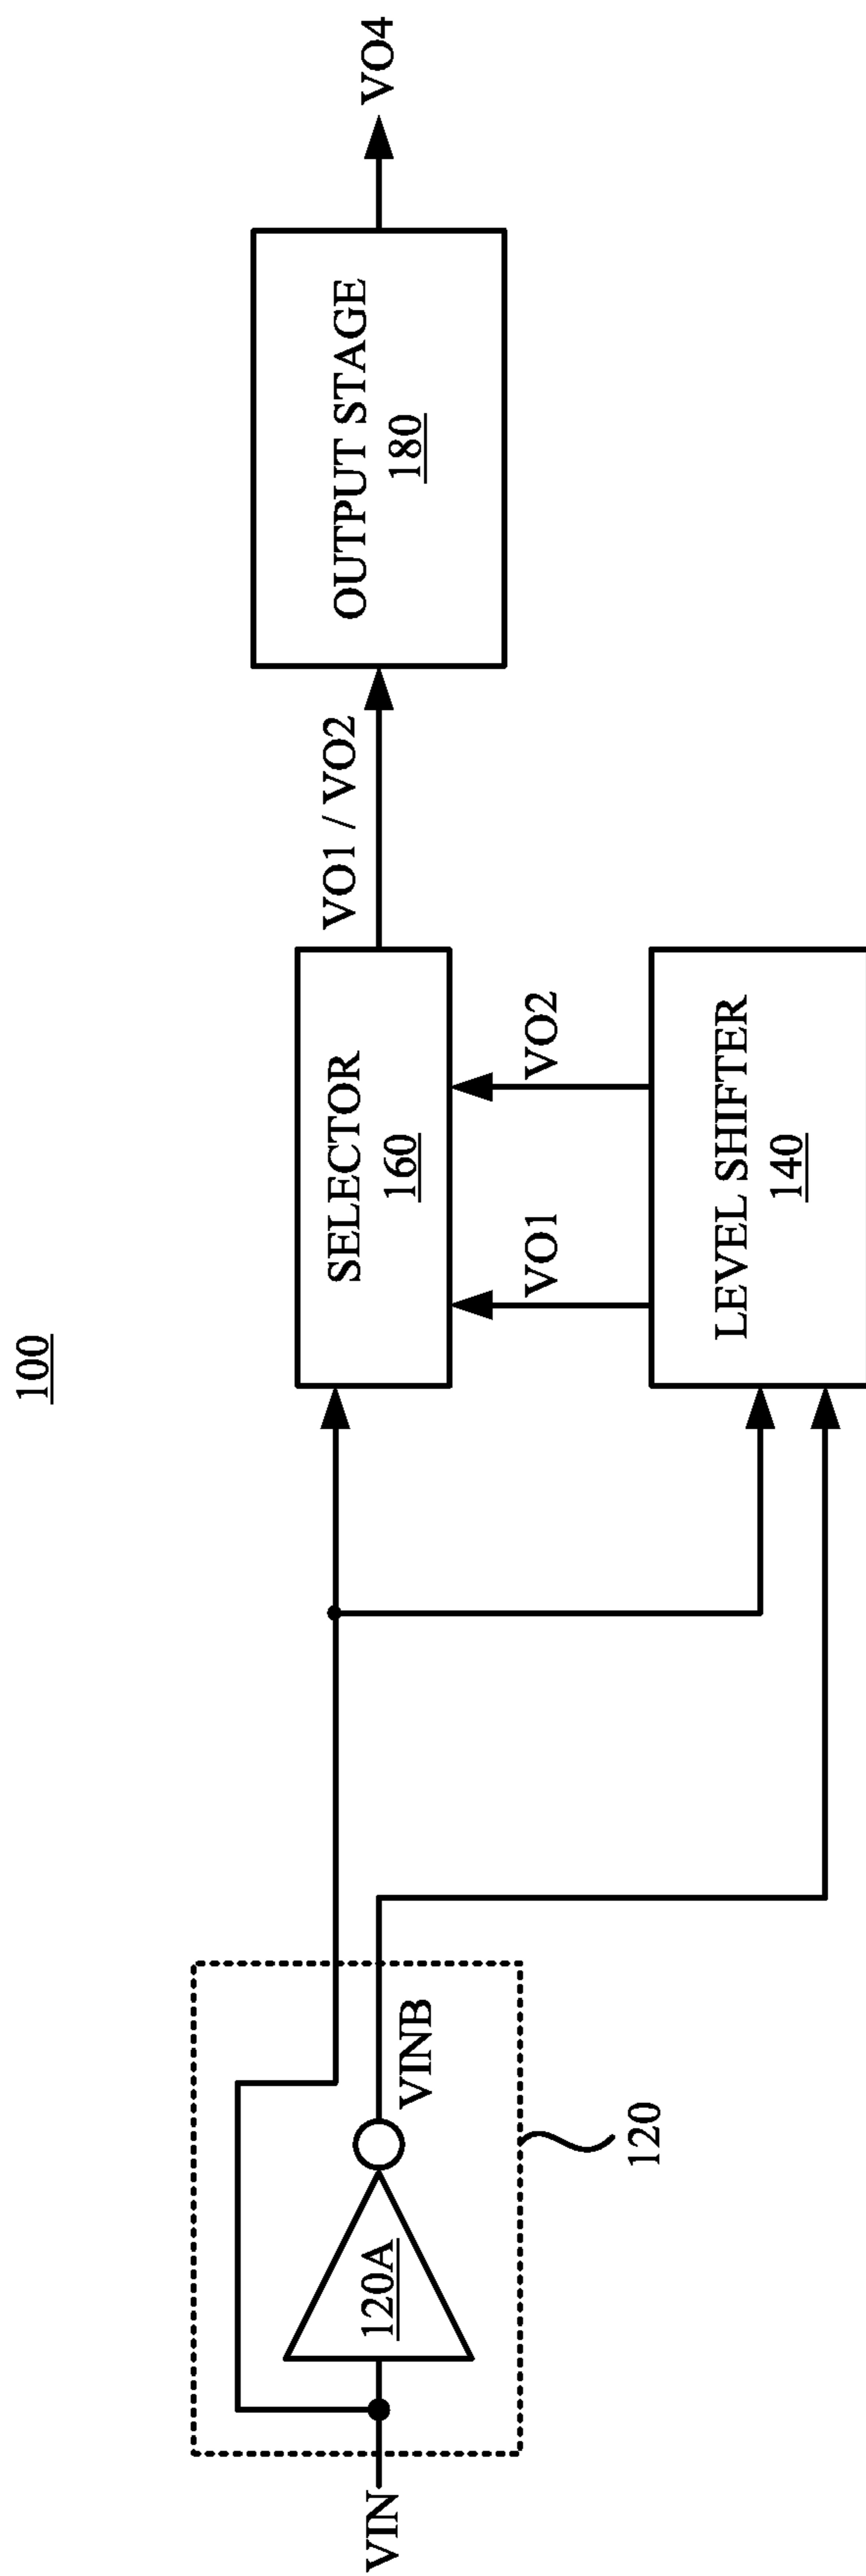 100
VIN
120A
VINB
120
SELECTOR
160
VO1
VO2
LEVEL SHIFTER
140
VO1 / VO2
OUTPUT STAGE
180
VO4